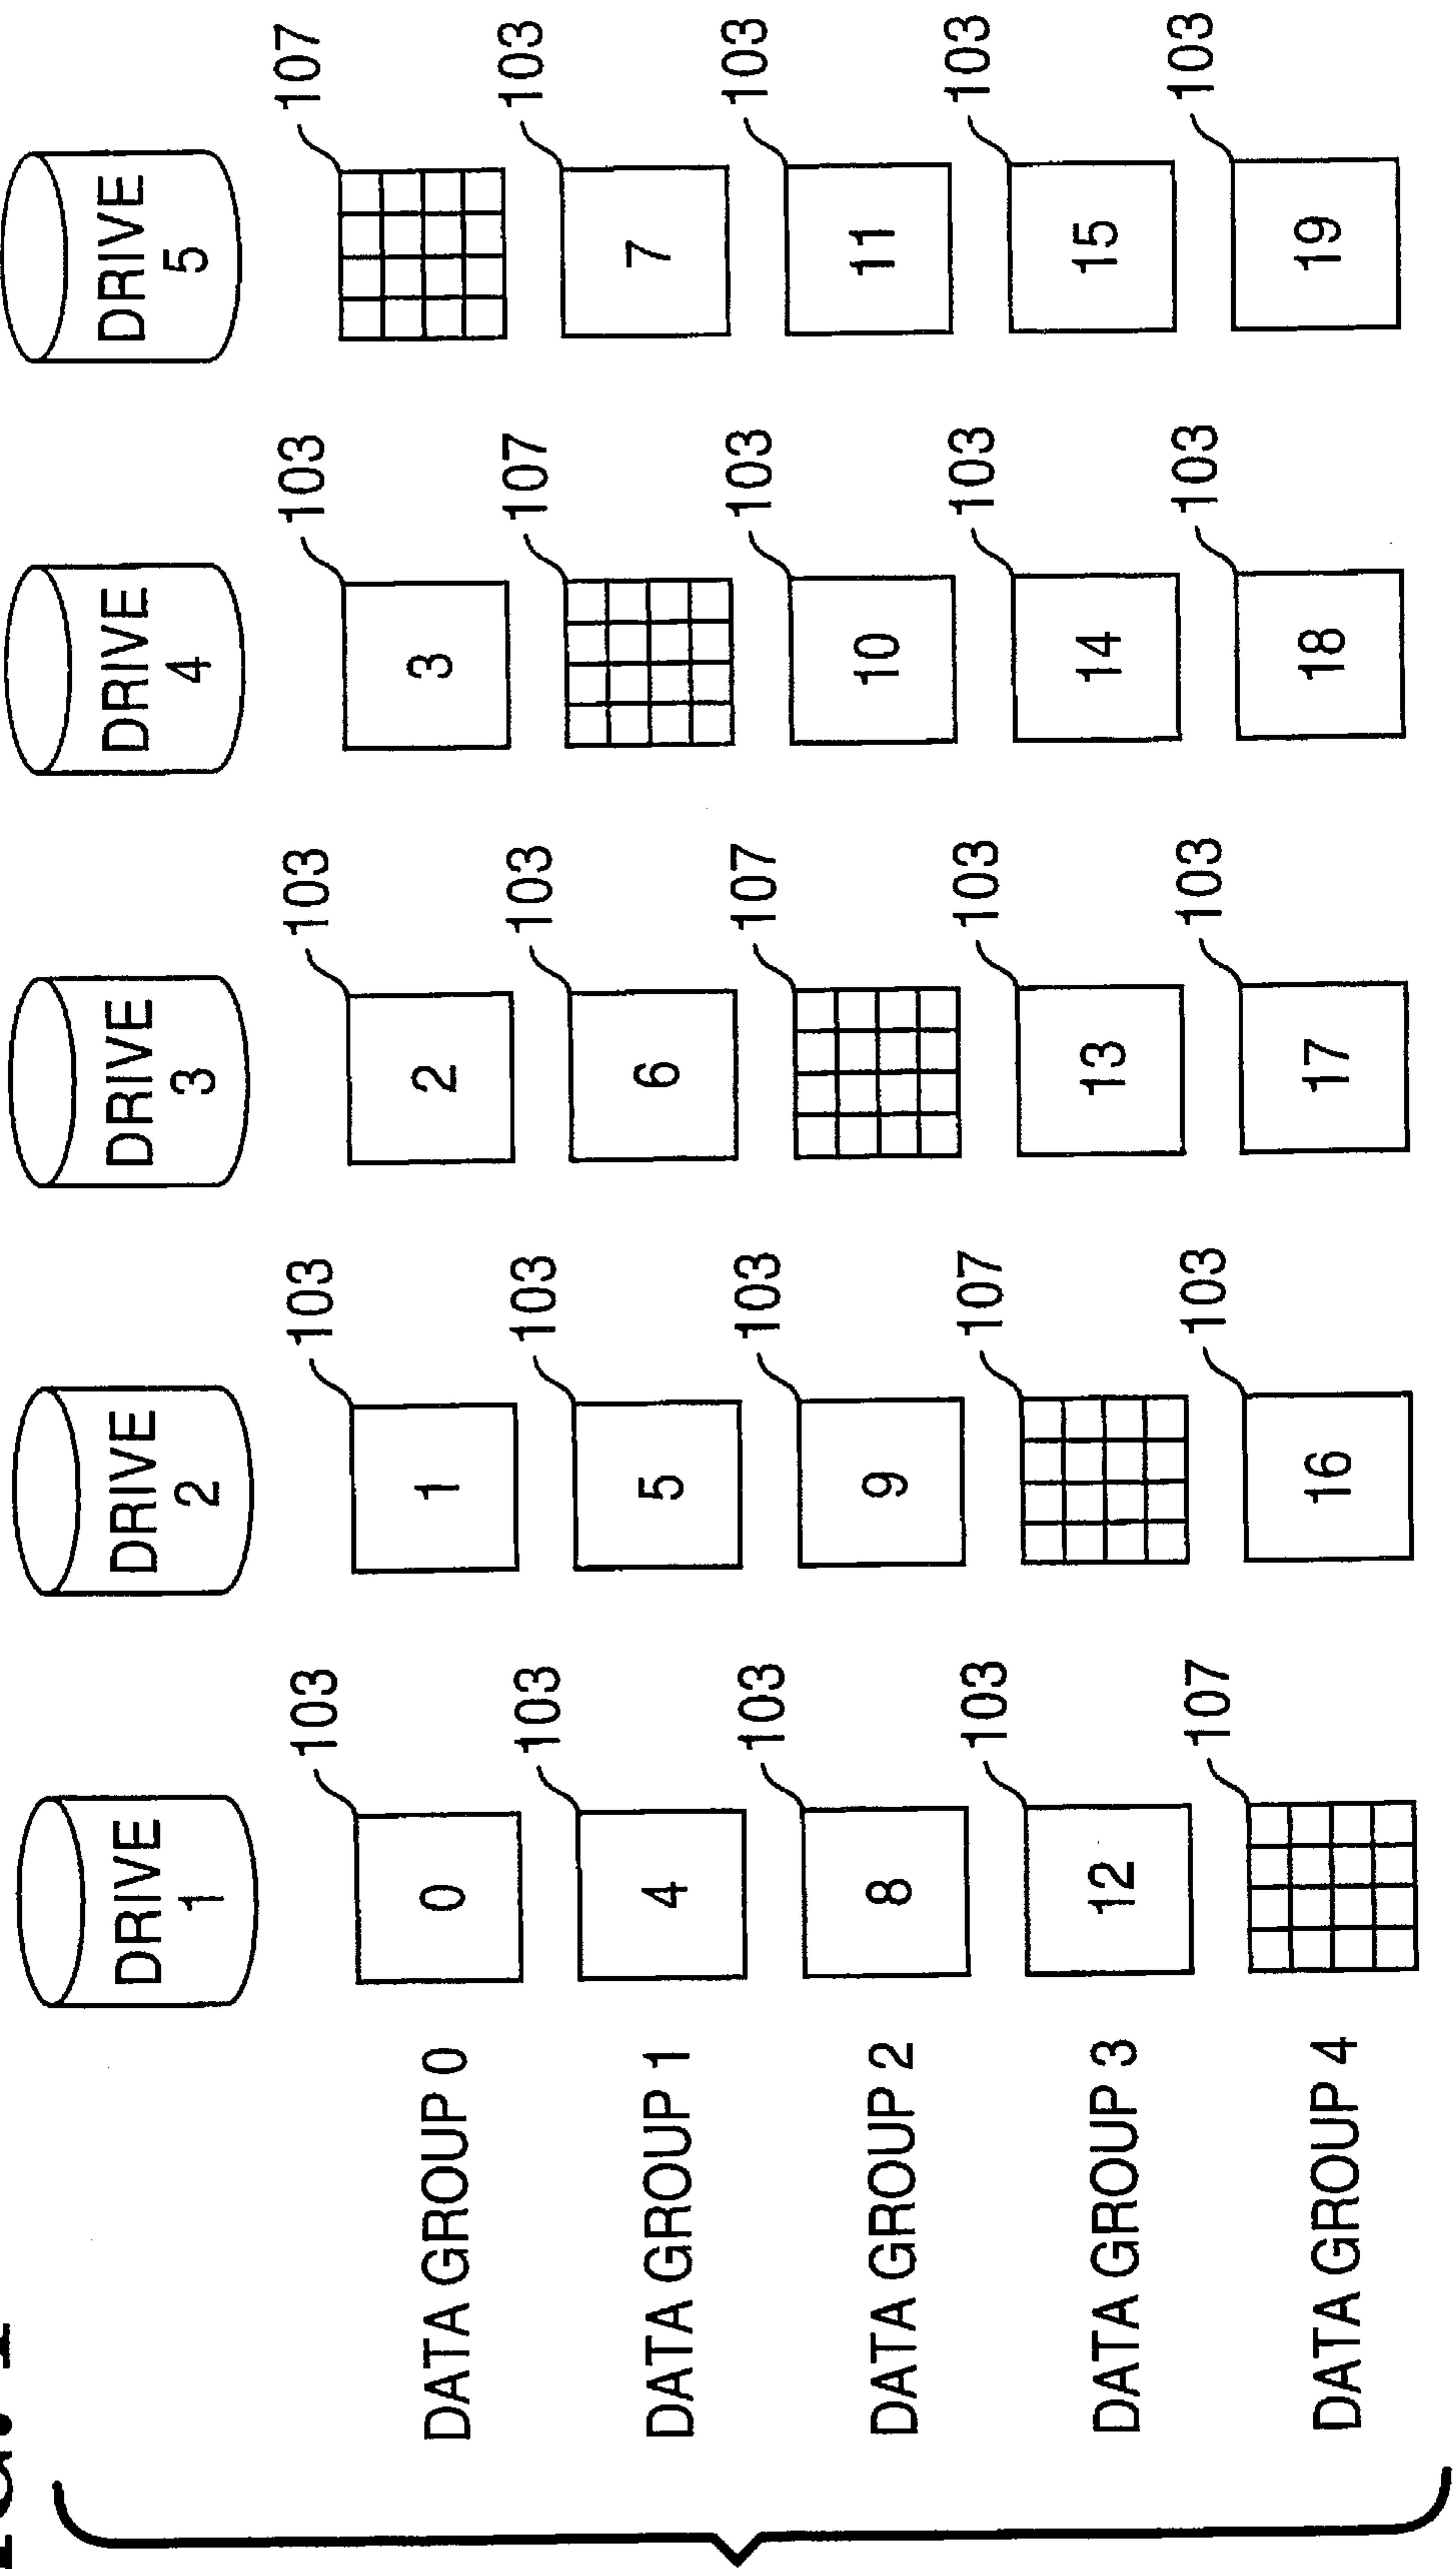 DRIVE 1 DRIVE 2 DRIVE 3 DRIVE 4 DRIVE 5
103 103 103 103 107
DATA GROUP 0 0 1 2 3
103 103 103 107 103
DATA GROUP 1 4 5 6 7
103 103 107 103 103
DATA GROUP 2 8 9 10 11
103 107 103 103 103
DATA GROUP 3 12 13 14 15
107 103 103 103 103
DATA GROUP 4 16 17 18 19